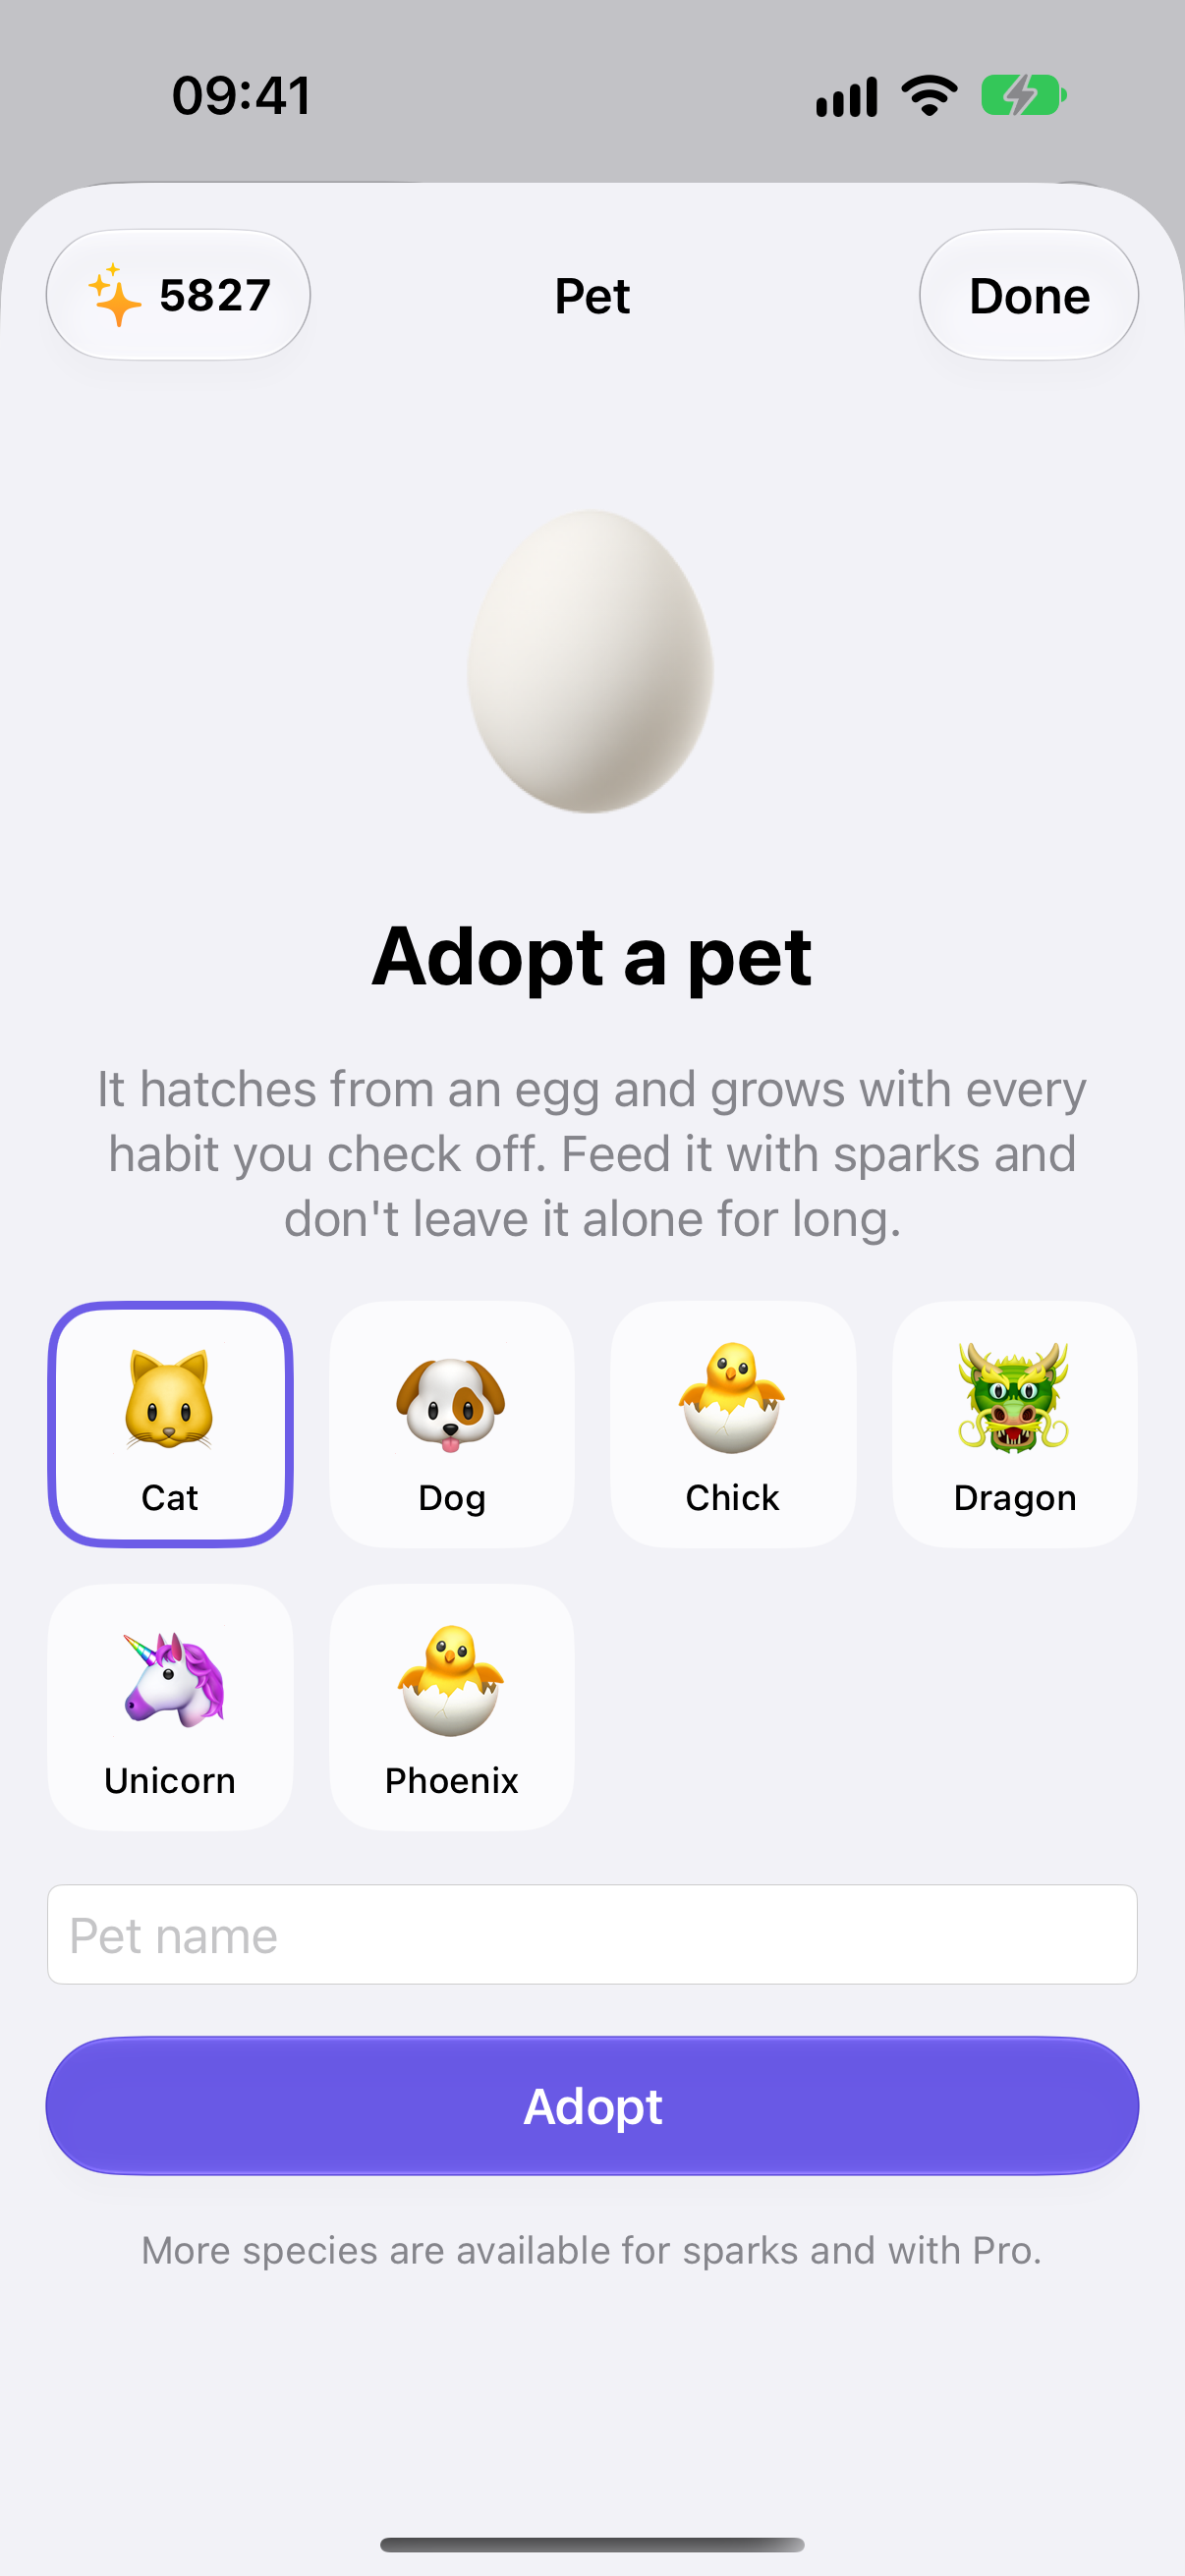 09:41
5827
Pet
Done
Adopt a pet
It hatches from an egg and grows with every
habit you check off. Feed it with sparks and
don't leave it alone for long.
Cat
Dog
Chick
Dragon
Unicorn
Phoenix
Pet name
Adopt
More species are available for sparks and with Pro.